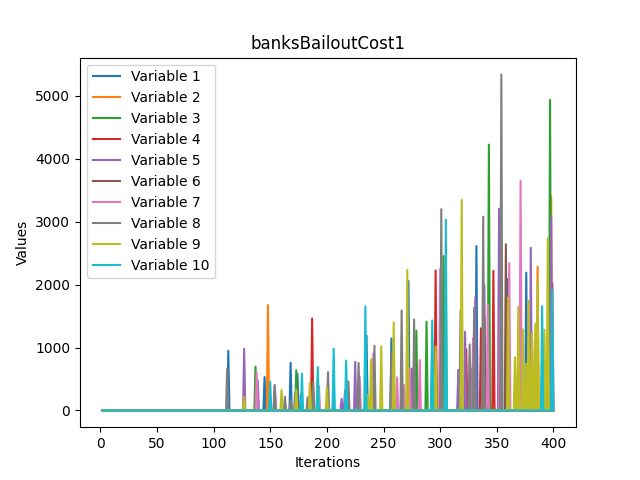 banksBailoutCost1
Variable 1
Variable 2
Variable 3
Variable 4
Variable 5
Variable 6
Variable 7
Variable 8
Variable 9
Variable 10
Values
5000
4000
3000
2000
1000
0
0 50 100 150 200 250 300 350 400
Iterations